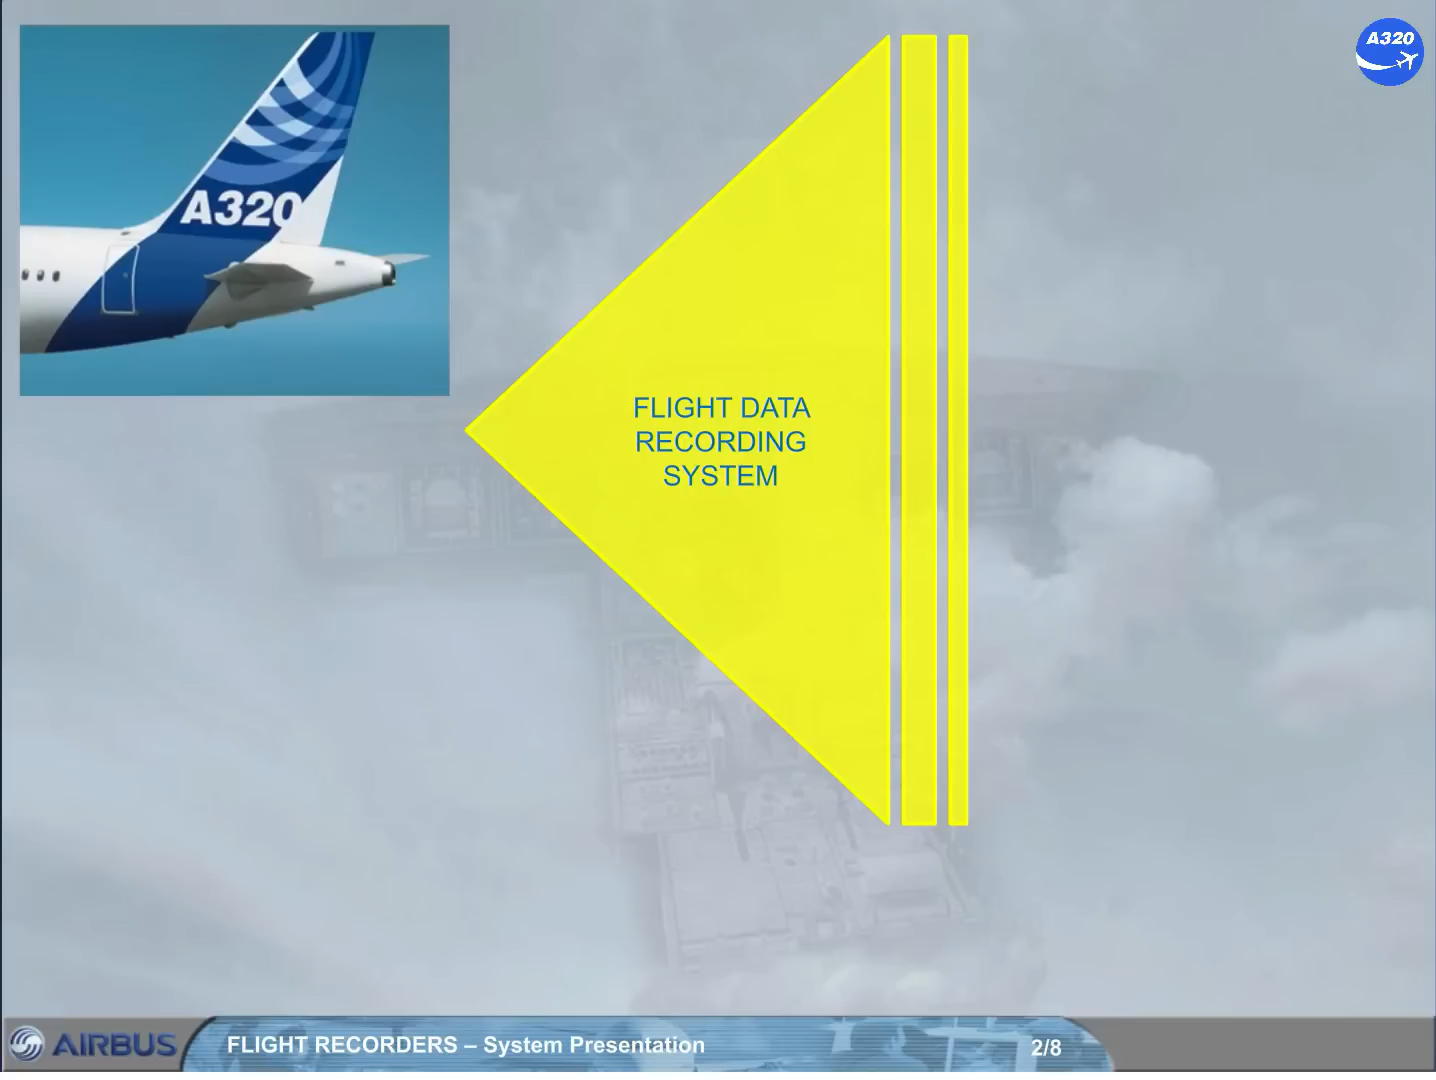 A320
A320
FLIGHT DATA
RECORDING
SYSTEM
AIRBUS
FLIGHT RECORDERS – System Presentation
2/8